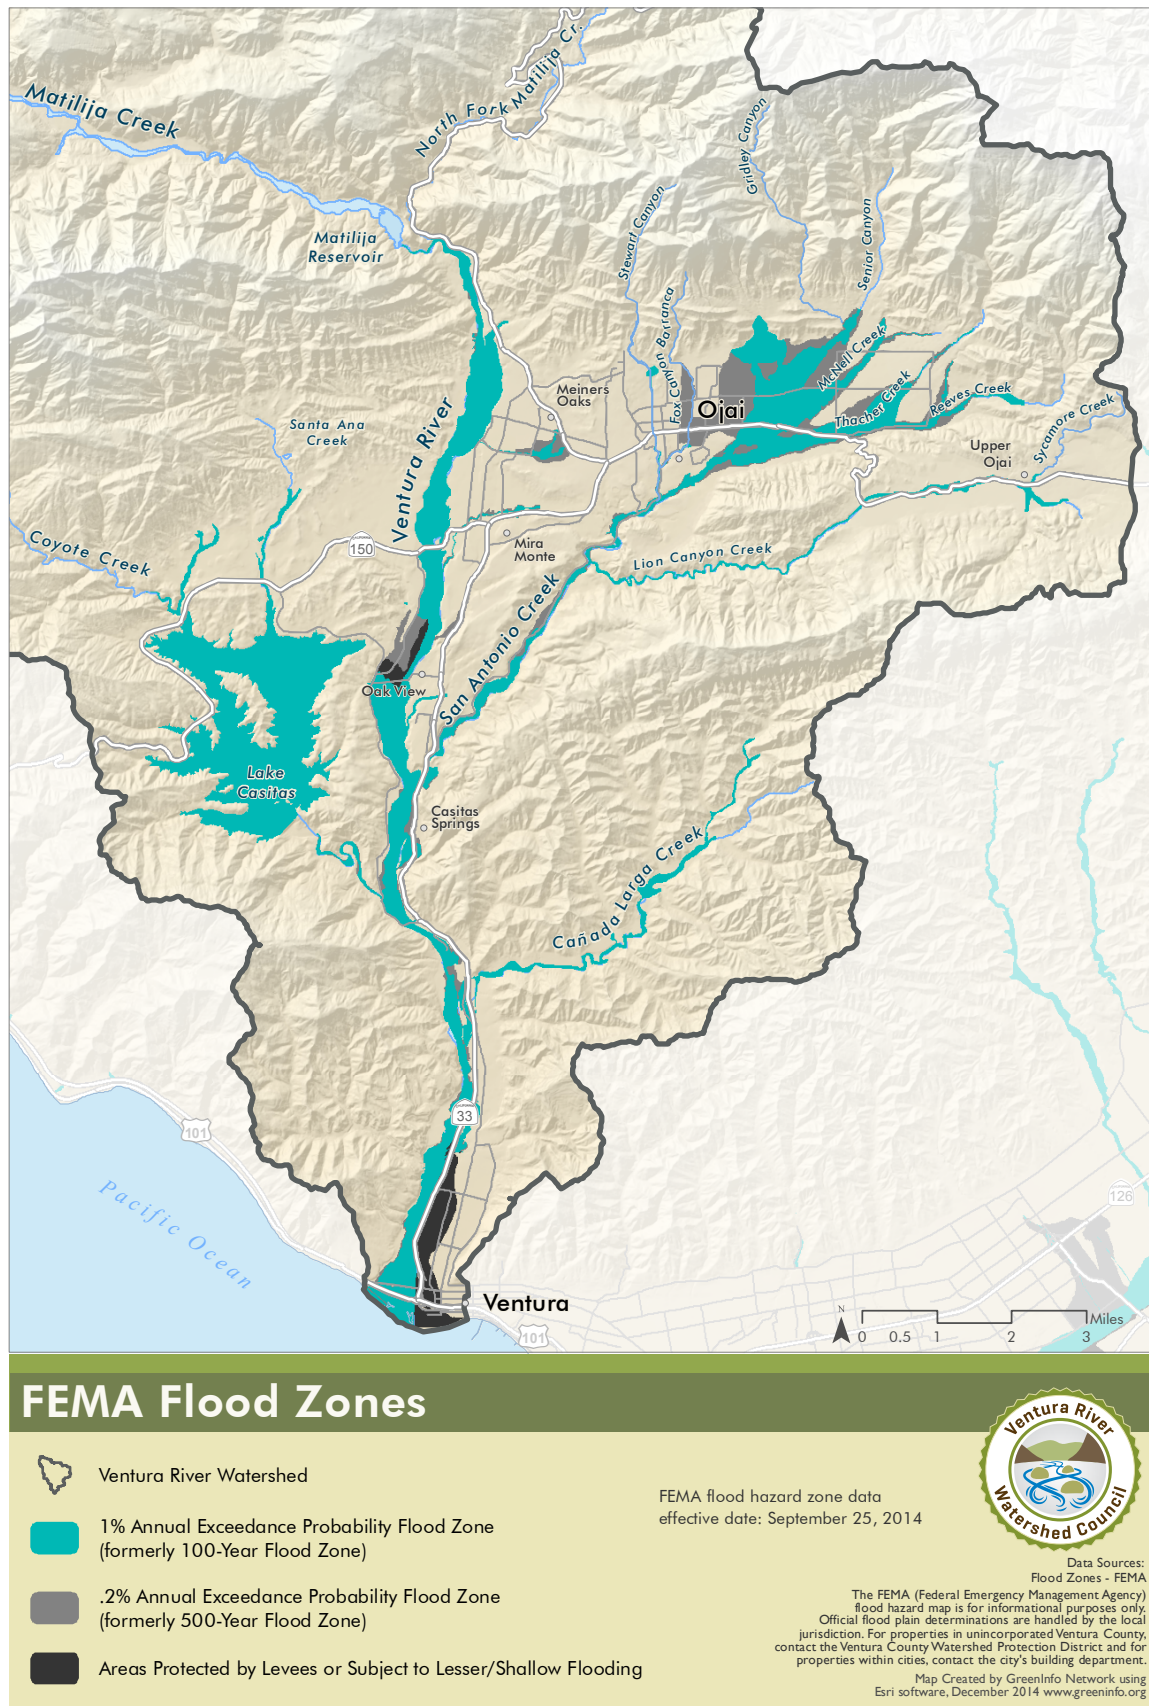 Matilija Creek
North Fork Matilija Cr.
Gridley Canyon
Stewart Canyon
Senior Canyon
Matilija
Reservoir
Fox Canyon Barranca
McNell Creek
Meiners
Oaks
Ojai
Thacher Creek
Reeves Creek
Sycamore Creek
Santa Ana
Creek
Ventura River
Upper
Ojai
Coyote Creek
CALIFORNIA
150
Mira
Monte
Lion Canyon Creek
San Antonio Creek
Oak View
Lake
Casitas
Casitas
Springs
Cañada Larga Creek
CALIFORNIA
33
101
126
Pacific Ocean
Ventura
101
N
Miles
0 0.5 1 2 3
FEMA Flood Zones
Ventura River
Watershed Council
Ventura River Watershed
1% Annual Exceedance Probability Flood Zone
(formerly 100-Year Flood Zone)
.2% Annual Exceedance Probability Flood Zone
(formerly 500-Year Flood Zone)
Areas Protected by Levees or Subject to Lesser/Shallow Flooding
FEMA flood hazard zone data
effective date: September 25, 2014
Data Sources:
Flood Zones - FEMA
The FEMA (Federal Emergency Management Agency)
flood hazard map is for informational purposes only.
Official flood plain determinations are handled by the local
jurisdiction. For properties in unincorporated Ventura County,
contact the Ventura County Watershed Protection District and for
properties within cities, contact the city's building department.
Map Created by GreenInfo Network using
Esri software, December 2014 www.greeninfo.org